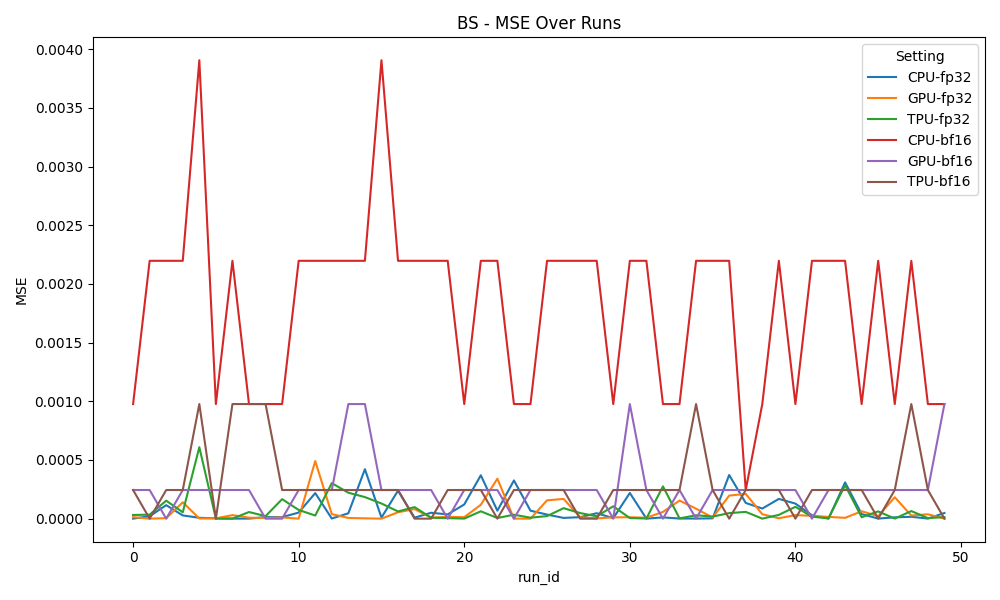 BS - MSE Over Runs
Setting
CPU-fp32
GPU-fp32
TPU-fp32
CPU-bf16
GPU-bf16
TPU-bf16
MSE
0.0040
0.0035
0.0030
0.0025
0.0020
0.0015
0.0010
0.0005
0.0000
0 10 20 30 40 50
run_id